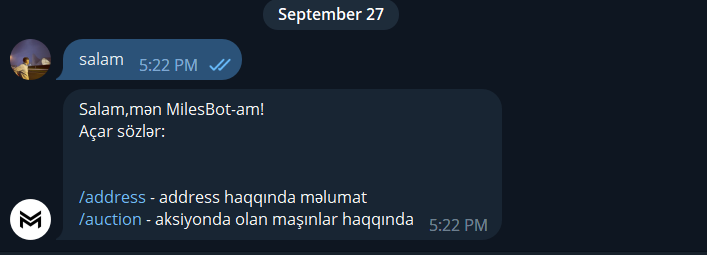 September 27
salam 5:22 PM
Salam,mən MilesBot-am!
Açar sözlər:
/address - address haqqında məlumat
/auction - aksiyonda olan maşınlar haqqında 5:22 PM